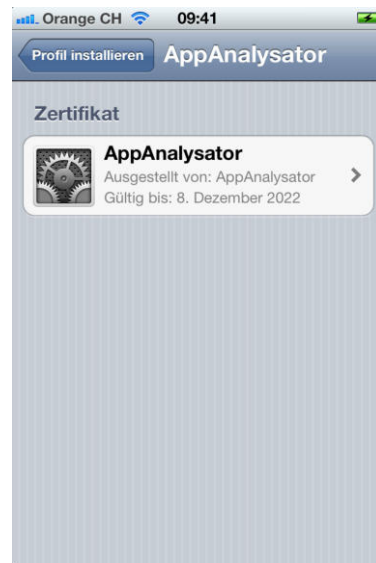 Orange CH 09:41
Profil installieren AppAnalysator
Zertifikat
AppAnalysator
Ausgestellt von: AppAnalysator
Gültig bis: 8. Dezember 2022